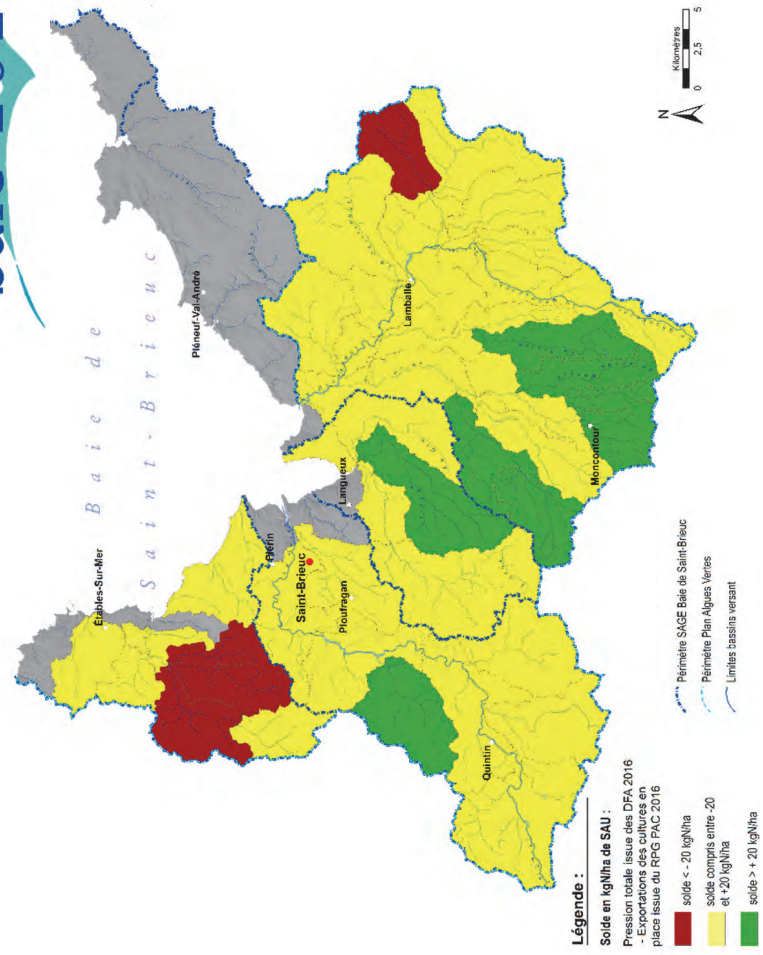 Baie de
Saint-Brieuc
Étables-Sur-Mer
Pléneuf-Val-André
Plérin
Saint-Brieuc
Langueux
Ploufragan
Lamballe
Quintin
Moncontour
N
Kilomètres
0 2,5 5
Légende :
Solde en kgN/ha de SAU :
Pression totale issue des DFA 2016
- Exportations des cultures en
place issue du RPG PAC 2016
solde < - 20 kgN/ha
solde compris entre -20
et +20 kgN/ha
solde > + 20 kgN/ha
Périmètre SAGE Baie de Saint-Brieuc
Périmètre Plan Algues Vertes
Limites bassins versant